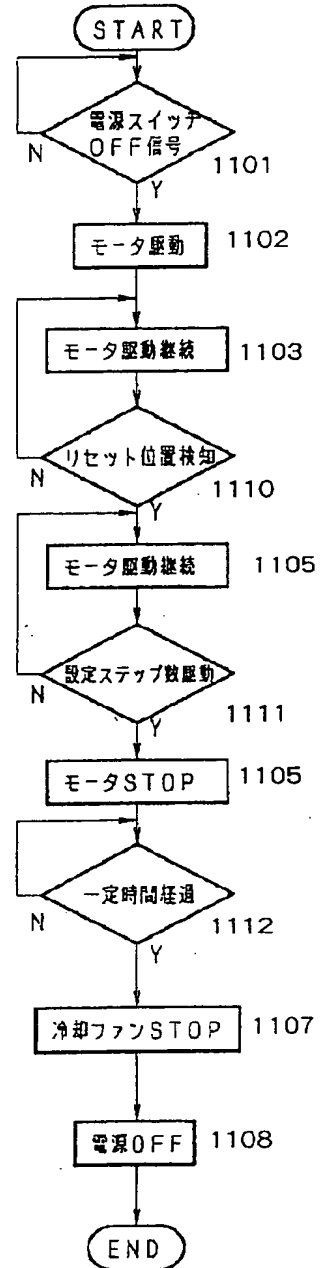 START
電源スイッチ
OFF信号
N
1101
Y
モータ駆動
1102
モータ駆動継続
1103
リセット位置検知
N
1110
Y
モータ駆動継続
1105
設定ステップ数駆動
N
1111
Y
モータSTOP
1105
一定時間経過
N
1112
Y
冷却ファンSTOP
1107
電源OFF
1108
END